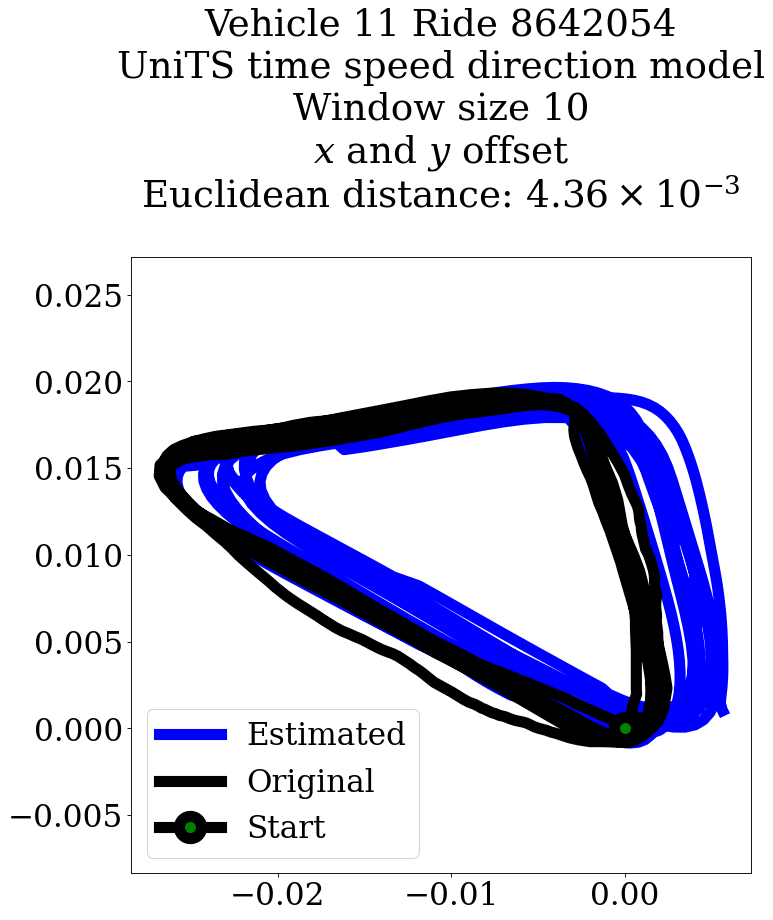 Vehicle 11 Ride 8642054
UniTS time speed direction model
Window size 10
x and y offset
Euclidean distance: 4.36 × 10⁻³
0.025
0.020
0.015
0.010
0.005
0.000
−0.005
Estimated
Original
Start
−0.02
−0.01
0.00